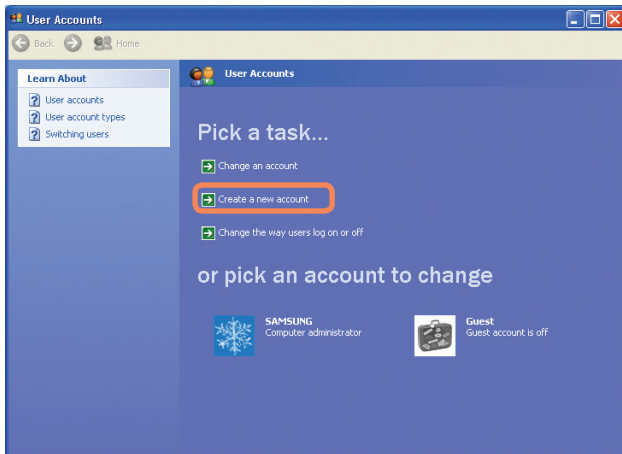 User Accounts
Back Home
Learn About
User accounts
User account types
Switching users
User Accounts
Pick a task...
Change an account
Create a new account
Change the way users log on or off
or pick an account to change
SAMSUNG
Computer administrator
Guest
Guest account is off